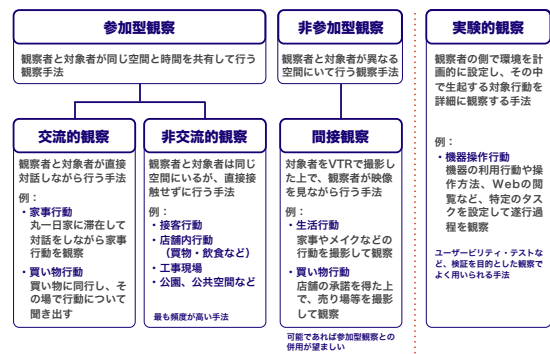 参加型観察
観察者と対象者が同じ空間と時間を共有して行う
観察手法
交流的観察
観察者と対象者が直接
対話しながら行う手法
例：
・家事行動
丸一日家に滞在して
対話をしながら家事
行動を観察
・買い物行動
買い物に同行し、そ
の場で行動について
聞き出す
非交流的観察
観察者と対象者は同じ
空間にいるが、直接接
触せずに行う手法
例：
・接客行動
・店舗内行動
（買物・飲食など）
・工事現場
・公園、公共空間など
最も頻度が高い手法
非参加型観察
観察者と対象者が異なる
空間にいて行う観察手法
間接観察
対象者をVTRで撮影し
た上で、観察者が映像
を見ながら行う手法
例：
・生活行動
家事やメイクなどの
行動を撮影して観察
・買い物行動
店舗の承諾を得た上
で、売り場等を撮影
して観察
可能であれば参加型観察との
併用が望ましい
実験的観察
観察者の側で環境を計
画的に設定し、その中
で生起する対象行動を
詳細に観察する手法
例：
・機器操作行動
機器の利用行動や操
作方法、Webの閲
覧など、特定のタス
クを設定して遂行過
程を観察
ユーザービリティ・テストな
ど、検証を目的とした観察で
よく用いられる手法